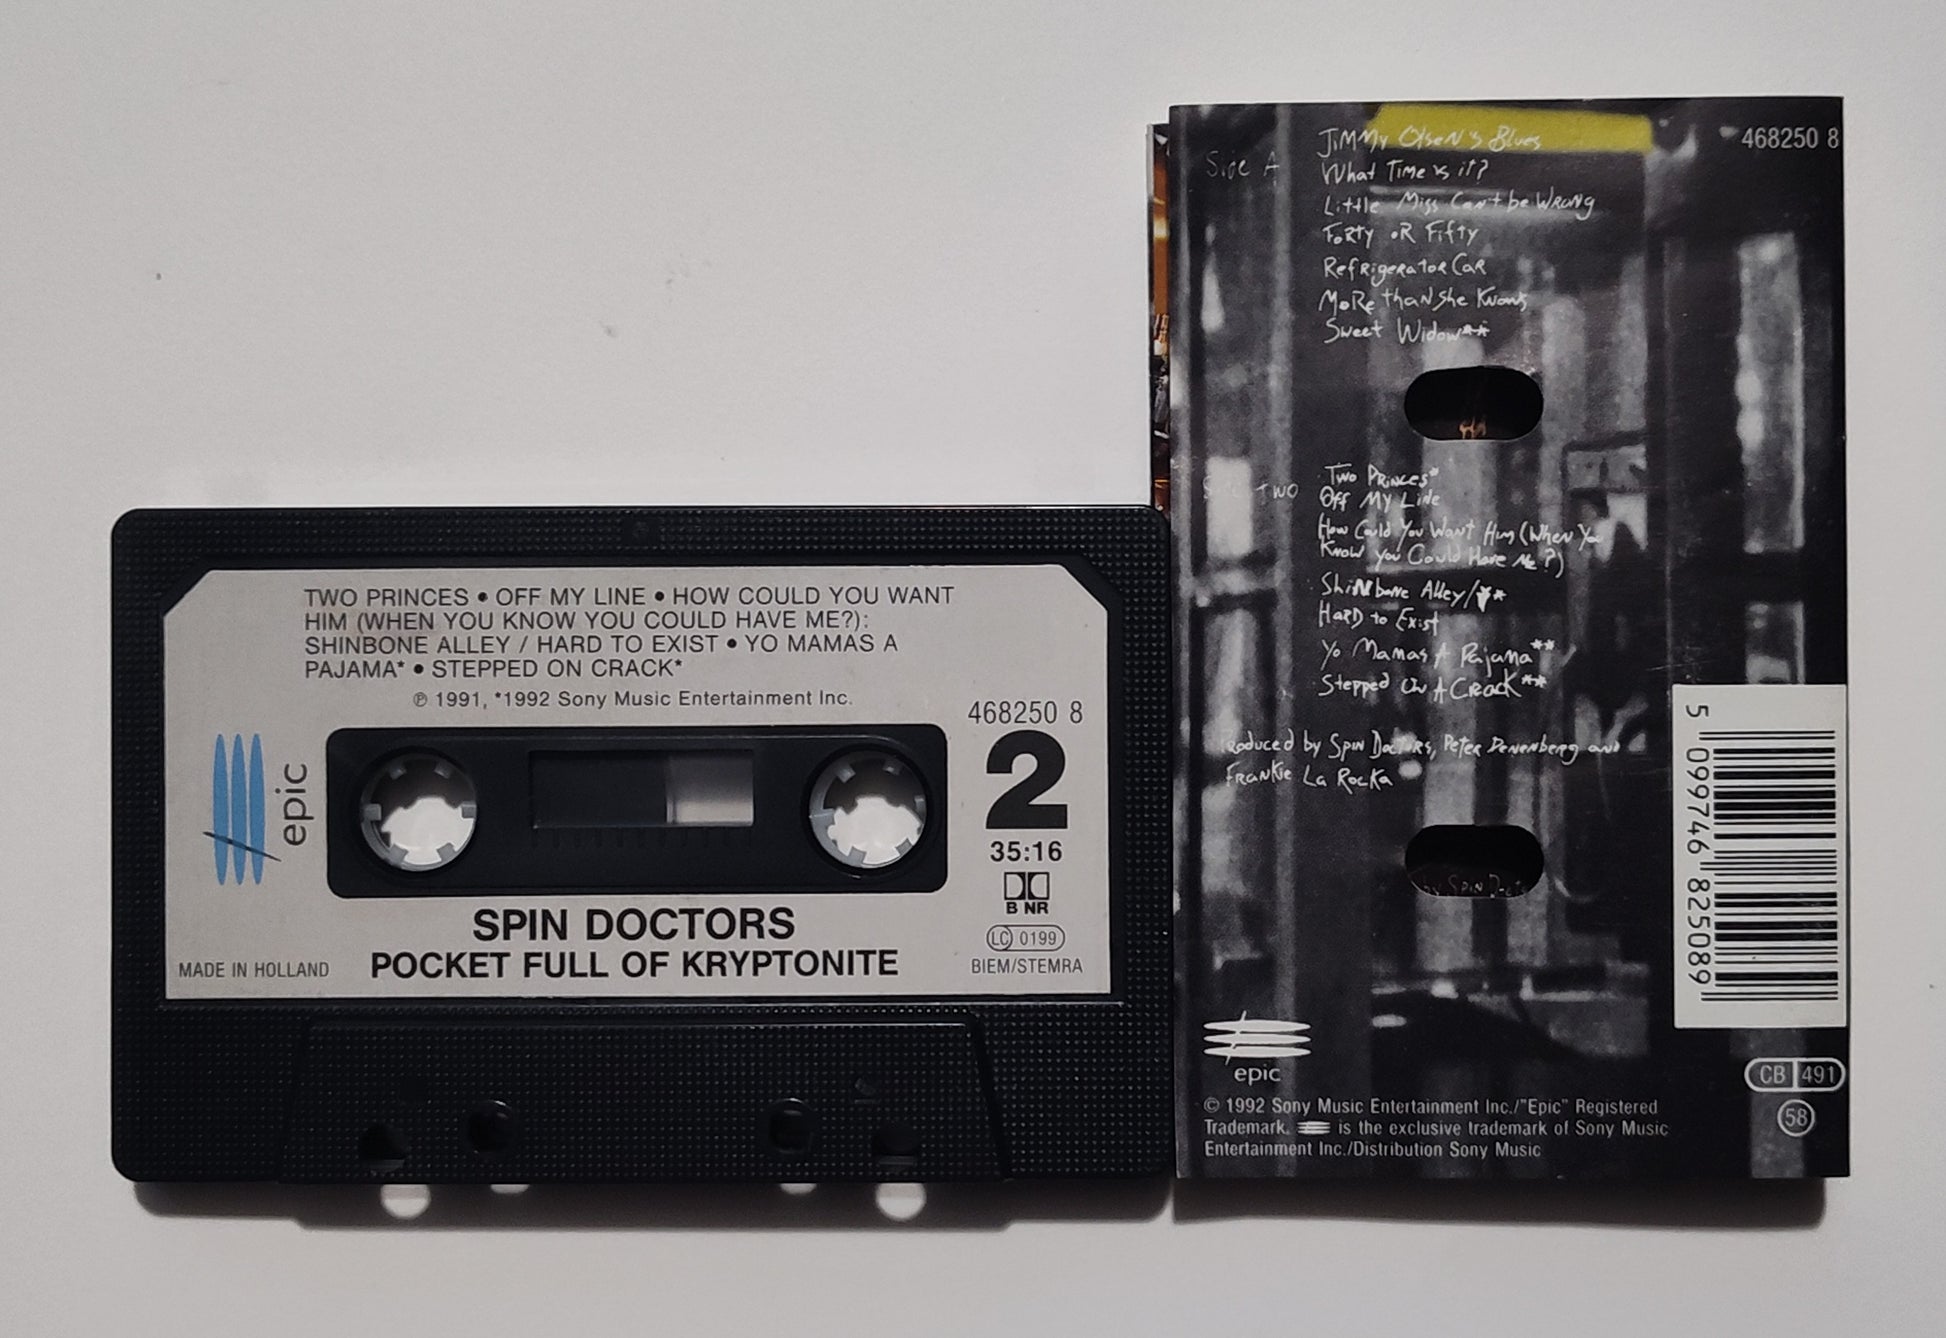 TWO PRINCES • OFF MY LINE • HOW COULD YOU WANT
HIM (WHEN YOU KNOW YOU COULD HAVE ME?):
SHINBONE ALLEY / HARD TO EXIST • YO MAMAS A
PAJAMA* • STEPPED ON CRACK*
℗ 1991, *1992 Sony Music Entertainment Inc.
468250 8
2
35:16
B NR
LC 0199
BIEM/STEMRA
epic
SPIN DOCTORS
POCKET FULL OF KRYPTONITE
MADE IN HOLLAND
468250 8
Side A
Jimmy Olsen's Blues
What Time is it?
Little Miss Can't be Wrong
Forty or Fifty
Refrigerator Car
More than She Knows
Sweet Widow**
Side two
Two Princes*
Off My Line
How Could You Want Him (When You
Know you Could Have Me?)
Shinbone Alley/**
Hard to Exist
Yo Mamas A Pajama**
Stepped On A Crack**
Produced by Spin Doctors, Peter Denenberg and
Frankie La Rocka
by Spin Doct
5 099746 825089
epic
© 1992 Sony Music Entertainment Inc./"Epic" Registered
Trademark. is the exclusive trademark of Sony Music
Entertainment Inc./Distribution Sony Music
CB 491
58